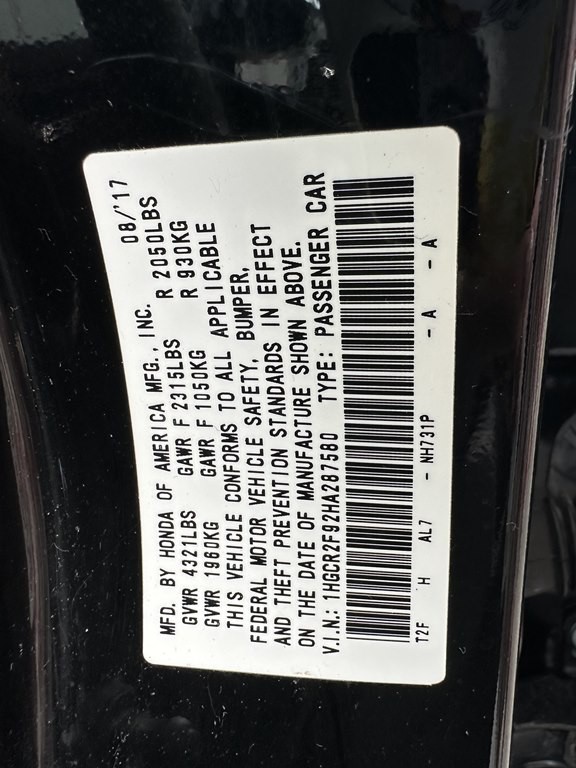 MFD. BY HONDA OF AMERICA MFG., INC. 08/'17
GVWR 4321LBS GAWR F 2315LBS R 2050LBS
GVWR 1960KG GAWR F 1050KG R 930KG
THIS VEHICLE CONFORMS TO ALL APPLICABLE
FEDERAL MOTOR VEHICLE SAFETY, BUMPER,
AND THEFT PREVENTION STANDARDS IN EFFECT
ON THE DATE OF MANUFACTURE SHOWN ABOVE.
V.I.N.: 1HGCR2F92HA287580 TYPE: PASSENGER CAR
T2F H AL7 - NH731P - A - A